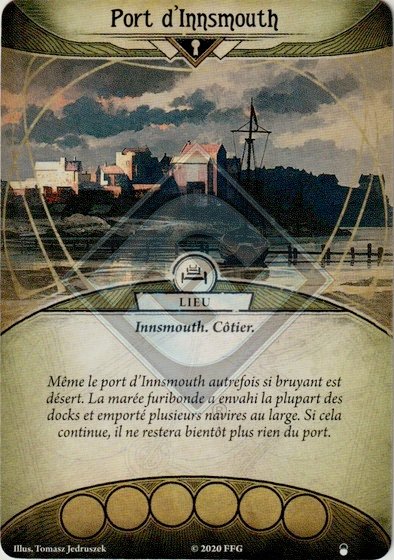 Port d'Innsmouth
LIEU
Innsmouth. Côtier.
Même le port d'Innsmouth autrefois si bruyant est
désert. La marée furibonde a envahi la plupart des
docks et emporté plusieurs navires au large. Si cela
continue, il ne restera bientôt plus rien du port.
Illus. Tomasz Jedruszek
© 2020 FFG